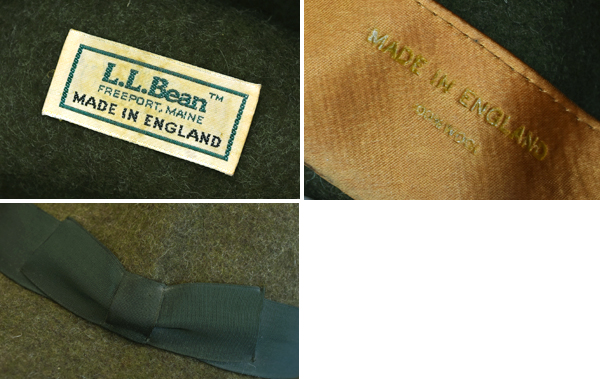 L.L.Bean™
FREEPORT, MAINE
MADE IN ENGLAND
MADE IN ENGLAND